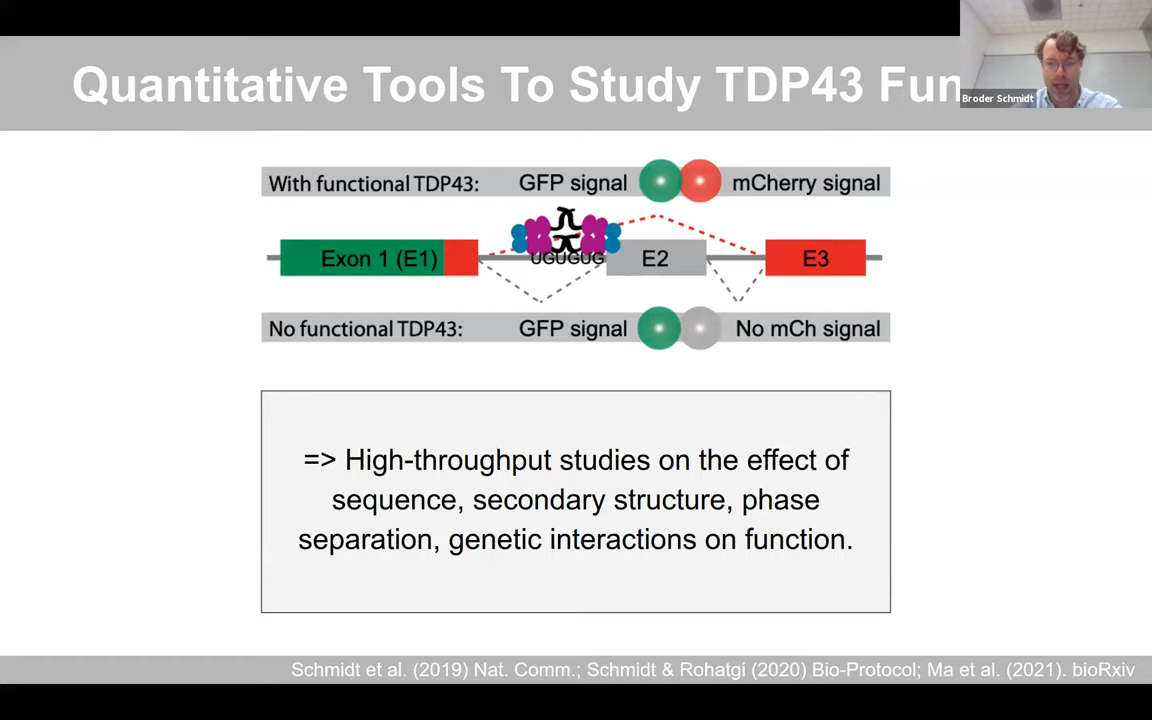 Quantitative Tools To Study TDP43 Fun
Broder Schmidt
With functional TDP43: GFP signal mCherry signal
Exon 1 (E1) UGUGUG E2 E3
No functional TDP43: GFP signal No mCh signal
=> High-throughput studies on the effect of
sequence, secondary structure, phase
separation, genetic interactions on function.
Schmidt et al. (2019) Nat. Comm.; Schmidt & Rohatgi (2020) Bio-Protocol; Ma et al. (2021). bioRxiv